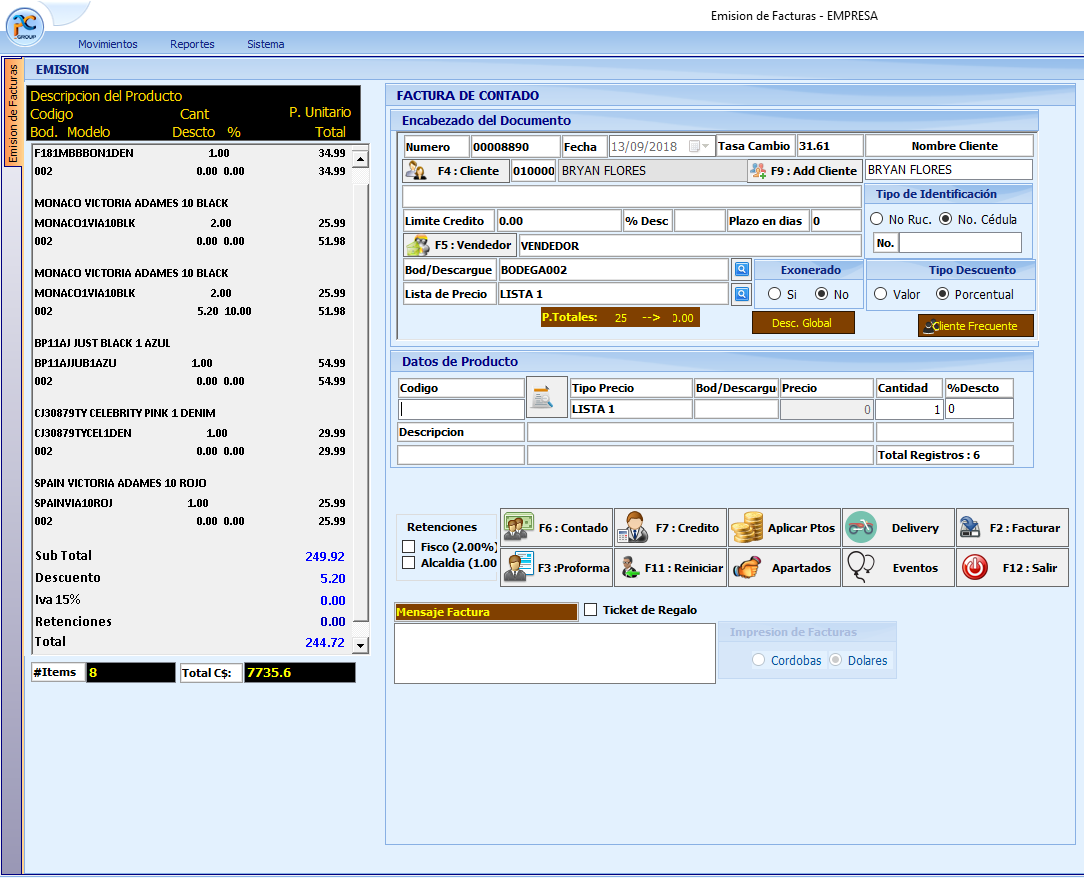 Emision de Facturas - EMPRESA
PC
GROUP
Movimientos Reportes Sistema
Emision de Facturas
EMISION
Descripcion del Producto
Codigo Cant P. Unitario
Bod. Modelo Descto % Total
F181MBBBON1DEN 1.00 34.99
002 0.00 0.00 34.99
MONACO VICTORIA ADAMES 10 BLACK
MONACO1VIA10BLK 2.00 25.99
002 0.00 0.00 51.98
MONACO VICTORIA ADAMES 10 BLACK
MONACO1VIA10BLK 2.00 25.99
002 5.20 10.00 51.98
BP11AJ JUST BLACK 1 AZUL
BP11AJJUB1AZU 1.00 54.99
002 0.00 0.00 54.99
CJ30879TY CELEBRITY PINK 1 DENIM
CJ30879TYCEL1DEN 1.00 29.99
002 0.00 0.00 29.99
SPAIN VICTORIA ADAMES 10 ROJO
SPAINVIA10ROJ 1.00 25.99
002 0.00 0.00 25.99
Sub Total 249.92
Descuento 5.20
Iva 15% 0.00
Retenciones 0.00
Total 244.72
#Items 8 Total C$: 7735.6
FACTURA DE CONTADO
Encabezado del Documento
Numero 00008890 Fecha 13/09/2018 Tasa Cambio 31.61 Nombre Cliente
F4 : Cliente 010000 BRYAN FLORES F9 : Add Cliente BRYAN FLORES
Tipo de Identificación
Limite Credito 0.00 % Desc Plazo en dias 0 No Ruc. No. Cédula
F5 : Vendedor VENDEDOR No.
Bod/Descargue BODEGA002 Exonerado Tipo Descuento
Lista de Precio LISTA 1 Si No Valor Porcentual
P.Totales: 25 --> 0.00 Desc. Global Cliente Frecuente
Datos de Producto
Codigo Tipo Precio Bod/Descargu Precio Cantidad %Descto
LISTA 1 0 1 0
Descripcion
Total Registros : 6
Retenciones
Fisco (2.00%)
Alcaldia (1.00
F6 : Contado F7 : Credito Aplicar Ptos Delivery F2 : Facturar
F3 :Proforma F11 : Reiniciar Apartados Eventos F12 : Salir
Mensaje Factura Ticket de Regalo
Impresion de Facturas
Cordobas Dolares